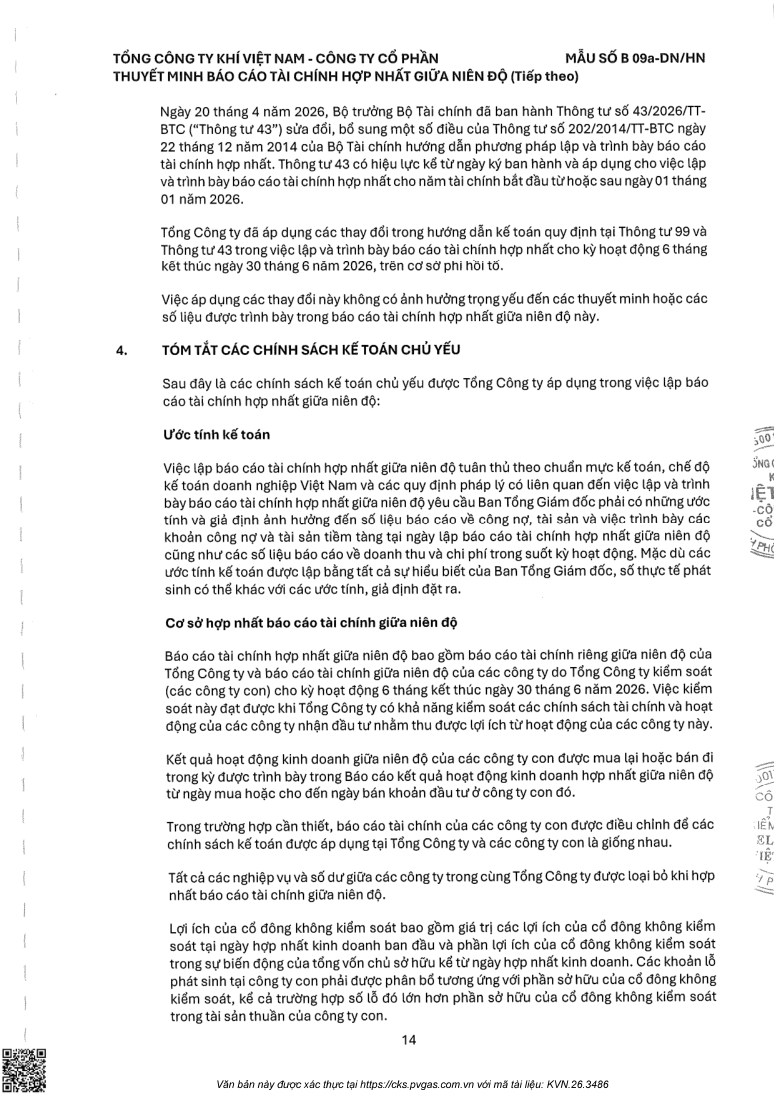 TỔNG CÔNG TY KHÍ VIỆT NAM - CÔNG TY CỔ PHẦN MẪU SỐ B 09a-DN/HN
THUYẾT MINH BÁO CÁO TÀI CHÍNH HỢP NHẤT GIỮA NIÊN ĐỘ (Tiếp theo)
Ngày 20 tháng 4 năm 2026, Bộ trưởng Bộ Tài chính đã ban hành Thông tư số 43/2026/TT-
BTC (“Thông tư 43”) sửa đổi, bổ sung một số điều của Thông tư số 202/2014/TT-BTC ngày
22 tháng 12 năm 2014 của Bộ Tài chính hướng dẫn phương pháp lập và trình bày báo cáo
tài chính hợp nhất. Thông tư 43 có hiệu lực kể từ ngày ký ban hành và áp dụng cho việc lập
và trình bày báo cáo tài chính hợp nhất cho năm tài chính bắt đầu từ hoặc sau ngày 01 tháng
01 năm 2026.
Tổng Công ty đã áp dụng các thay đổi trong hướng dẫn kế toán quy định tại Thông tư 99 và
Thông tư 43 trong việc lập và trình bày báo cáo tài chính hợp nhất cho kỳ hoạt động 6 tháng
kết thúc ngày 30 tháng 6 năm 2026, trên cơ sở phi hồi tố.
Việc áp dụng các thay đổi này không có ảnh hưởng trọng yếu đến các thuyết minh hoặc các
số liệu được trình bày trong báo cáo tài chính hợp nhất giữa niên độ này.
4. TÓM TẮT CÁC CHÍNH SÁCH KẾ TOÁN CHỦ YẾU
Sau đây là các chính sách kế toán chủ yếu được Tổng Công ty áp dụng trong việc lập báo
cáo tài chính hợp nhất giữa niên độ:
Ước tính kế toán
Việc lập báo cáo tài chính hợp nhất giữa niên độ tuân thủ theo chuẩn mực kế toán, chế độ
kế toán doanh nghiệp Việt Nam và các quy định pháp lý có liên quan đến việc lập và trình
bày báo cáo tài chính hợp nhất giữa niên độ yêu cầu Ban Tổng Giám đốc phải có những ước
tính và giả định ảnh hưởng đến số liệu báo cáo về công nợ, tài sản và việc trình bày các
khoản công nợ và tài sản tiềm tàng tại ngày lập báo cáo tài chính hợp nhất giữa niên độ
cũng như các số liệu báo cáo về doanh thu và chi phí trong suốt kỳ hoạt động. Mặc dù các
ước tính kế toán được lập bằng tất cả sự hiểu biết của Ban Tổng Giám đốc, số thực tế phát
sinh có thể khác với các ước tính, giả định đặt ra.
Cơ sở hợp nhất báo cáo tài chính giữa niên độ
Báo cáo tài chính hợp nhất giữa niên độ bao gồm báo cáo tài chính riêng giữa niên độ của
Tổng Công ty và báo cáo tài chính giữa niên độ của các công ty do Tổng Công ty kiểm soát
(các công ty con) cho kỳ hoạt động 6 tháng kết thúc ngày 30 tháng 6 năm 2026. Việc kiểm
soát này đạt được khi Tổng Công ty có khả năng kiểm soát các chính sách tài chính và hoạt
động của các công ty nhận đầu tư nhằm thu được lợi ích từ hoạt động của các công ty này.
Kết quả hoạt động kinh doanh giữa niên độ của các công ty con được mua lại hoặc bán đi
trong kỳ được trình bày trong Báo cáo kết quả hoạt động kinh doanh hợp nhất giữa niên độ
từ ngày mua hoặc cho đến ngày bán khoản đầu tư ở công ty con đó.
Trong trường hợp cần thiết, báo cáo tài chính của các công ty con được điều chỉnh để các
chính sách kế toán được áp dụng tại Tổng Công ty và các công ty con là giống nhau.
Tất cả các nghiệp vụ và số dư giữa các công ty trong cùng Tổng Công ty được loại bỏ khi hợp
nhất báo cáo tài chính giữa niên độ.
Lợi ích của cổ đông không kiểm soát bao gồm giá trị các lợi ích của cổ đông không kiểm
soát tại ngày hợp nhất kinh doanh ban đầu và phần lợi ích của cổ đông không kiểm soát
trong sự biến động của tổng vốn chủ sở hữu kể từ ngày hợp nhất kinh doanh. Các khoản lỗ
phát sinh tại công ty con phải được phân bổ tương ứng với phần sở hữu của cổ đông không
kiểm soát, kể cả trường hợp số lỗ đó lớn hơn phần sở hữu của cổ đông không kiểm soát
trong tài sản thuần của công ty con.
14
Văn bản này được xác thực tại https://cks.pvgas.com.vn với mã tài liệu: KVN.26.3486